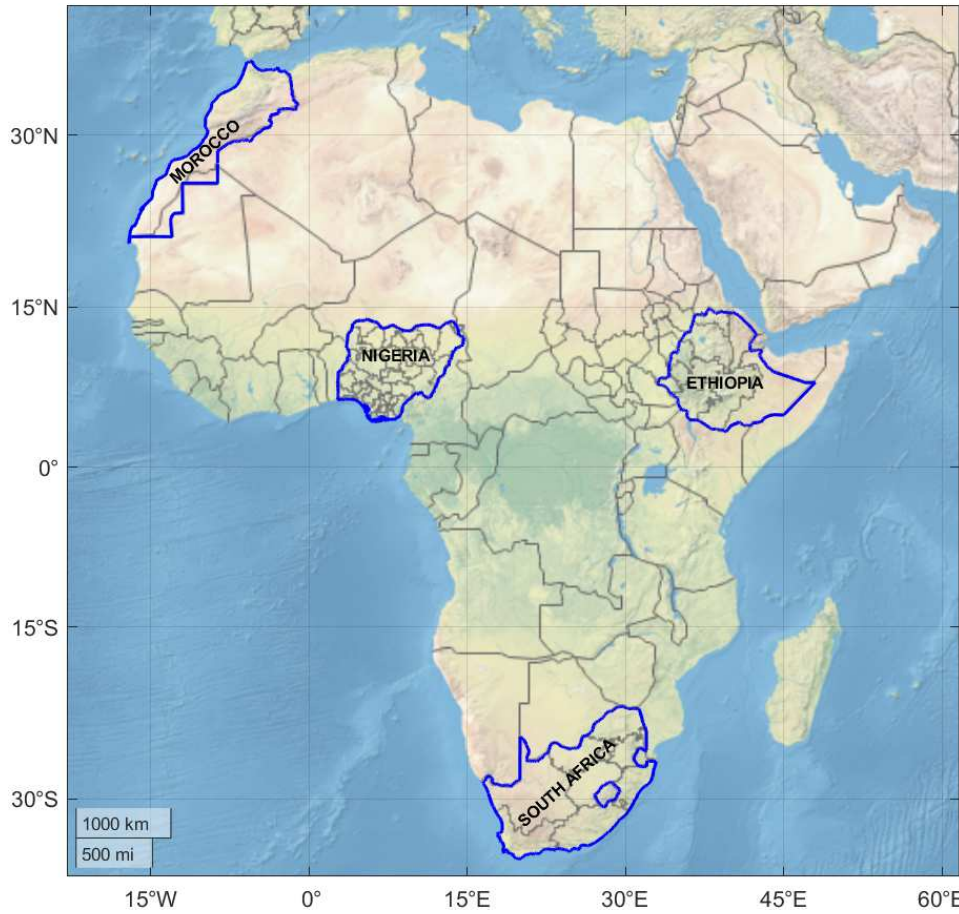 30°N
MOROCCO
15°N
NIGERIA
ETHIOPIA
0°
15°S
SOUTH AFRICA
30°S
1000 km
500 mi
15°W
0°
15°E
30°E
45°E
60°E